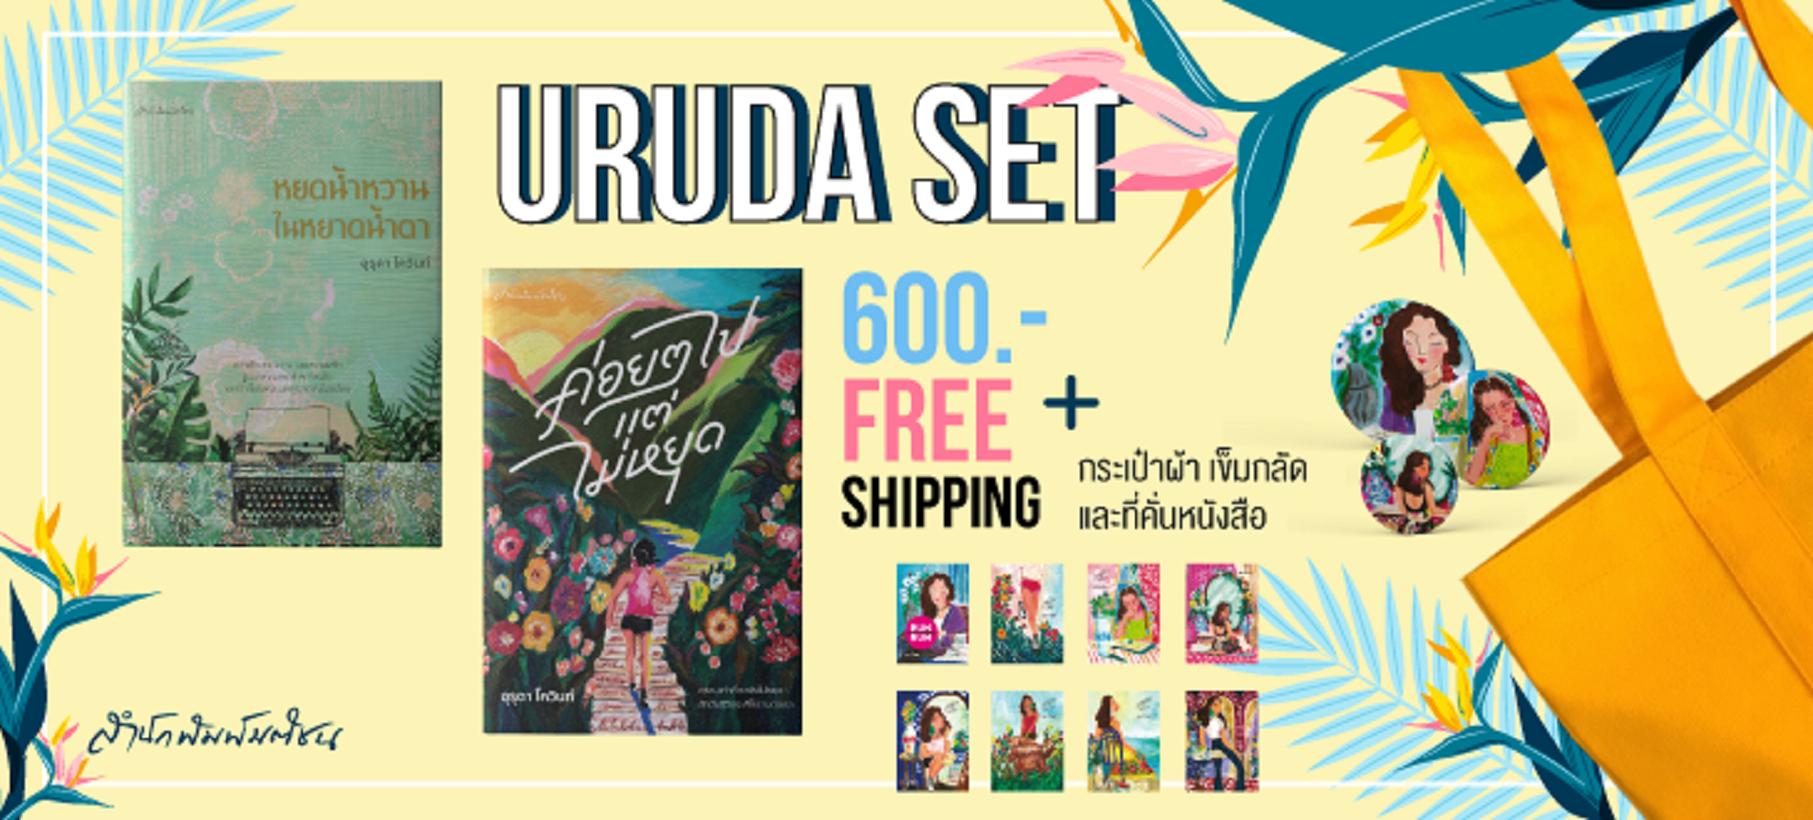 URUDA SET
หยดน้ำหวาน
ในหยาดน้ำตา
อุรุดา โควินท์
ค่อยๆ ไป
แต่
ไม่หยุด
อุรุดา โควินท์
600.-
FREE
SHIPPING
+
กระเป๋าผ้า เข็มกลัด
และที่คั่นหนังสือ
สำนักพิมพ์มติชน